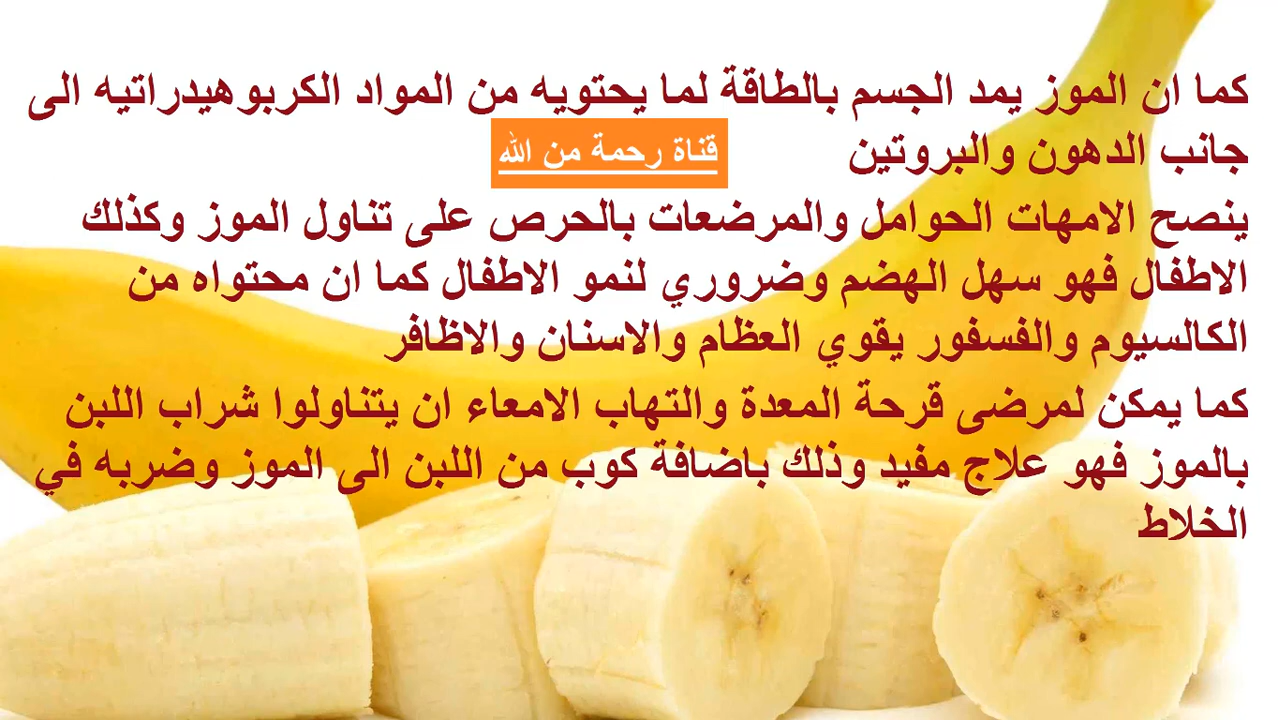 كما ان الموز يمد الجسم بالطاقة لما يحتويه من المواد الكربوهيدراتيه الى
جانب الدهون والبروتين
قناة رحمة من الله
ينصح الامهات الحوامل والمرضعات بالحرص على تناول الموز وكذلك
الاطفال فهو سهل الهضم وضروري لنمو الاطفال كما ان محتواه من
الكالسيوم والفسفور يقوي العظام والاسنان والاظافر
كما يمكن لمرضى قرحة المعدة والتهاب الامعاء ان يتناولوا شراب اللبن
بالموز فهو علاج مفيد وذلك باضافة كوب من اللبن الى الموز وضربه في
الخلاط